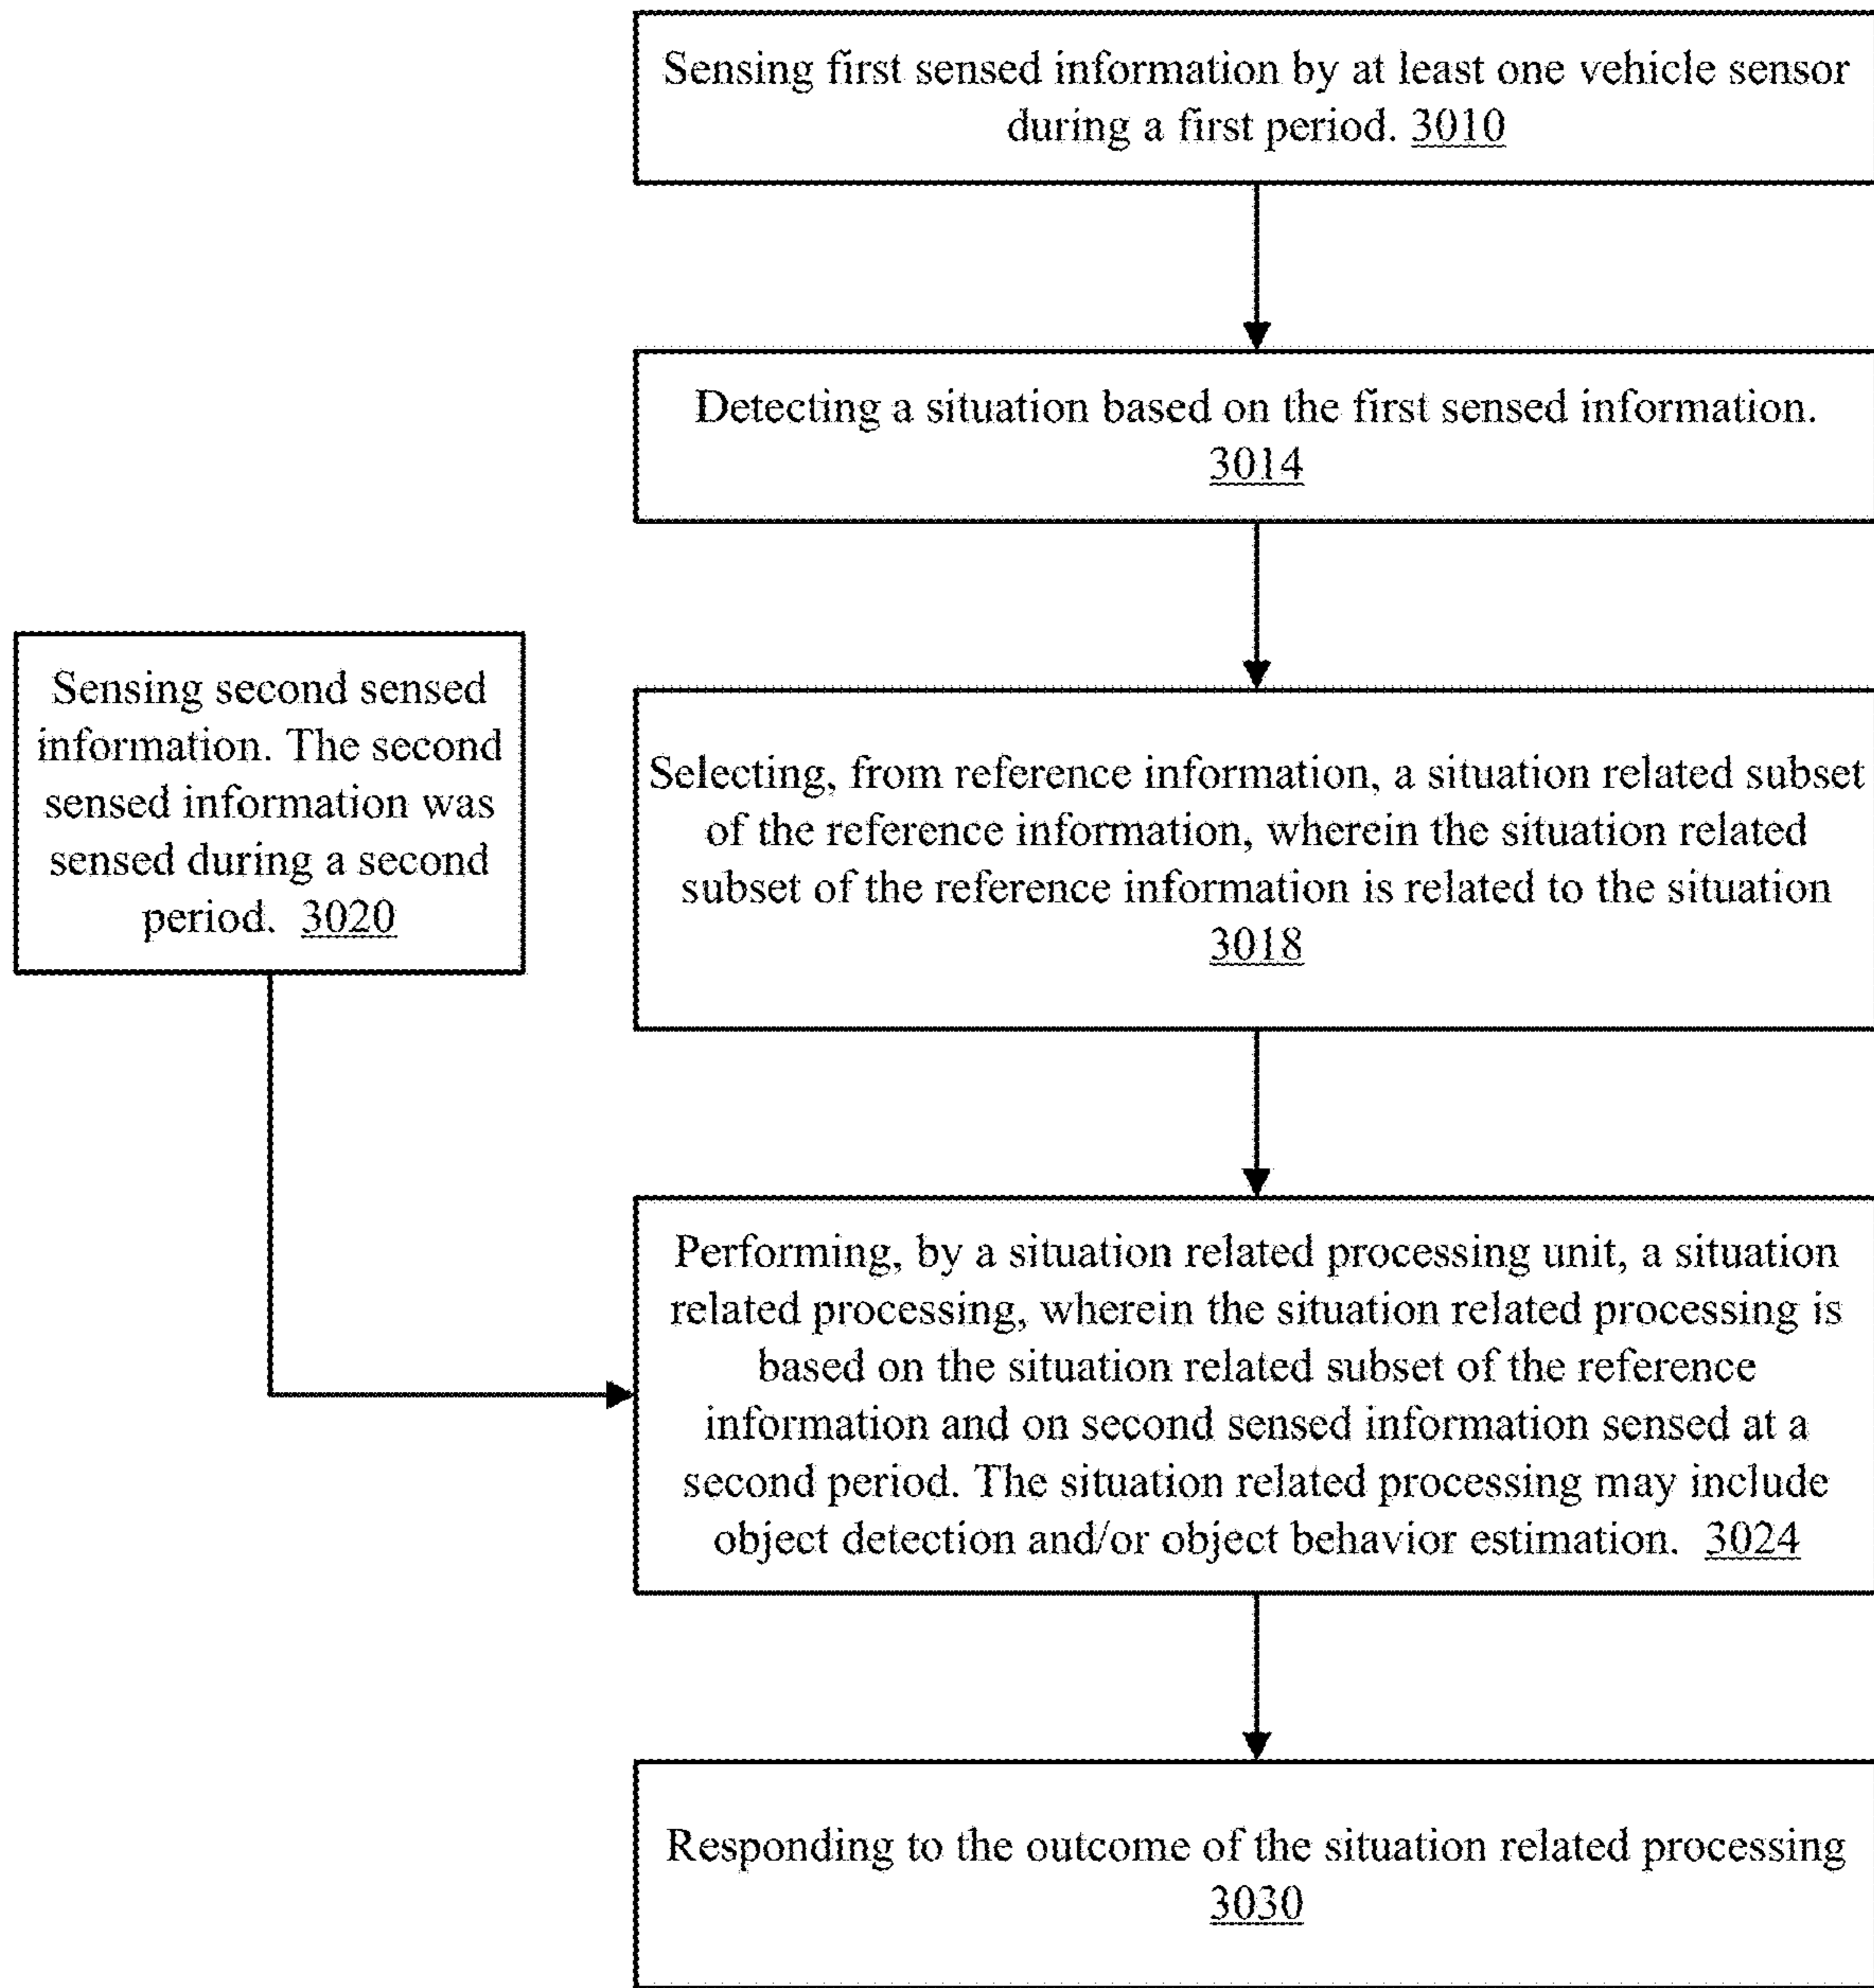 Sensing first sensed information by at least one vehicle sensor
during a first period. 3010
Detecting a situation based on the first sensed information.
3014
Sensing second sensed
information. The second
sensed information was
sensed during a second
period. 3020
Selecting, from reference information, a situation related subset
of the reference information, wherein the situation related
subset of the reference information is related to the situation
3018
Performing, by a situation related processing unit, a situation
related processing, wherein the situation related processing is
based on the situation related subset of the reference
information and on second sensed information sensed at a
second period. The situation related processing may include
object detection and/or object behavior estimation. 3024
Responding to the outcome of the situation related processing
3030